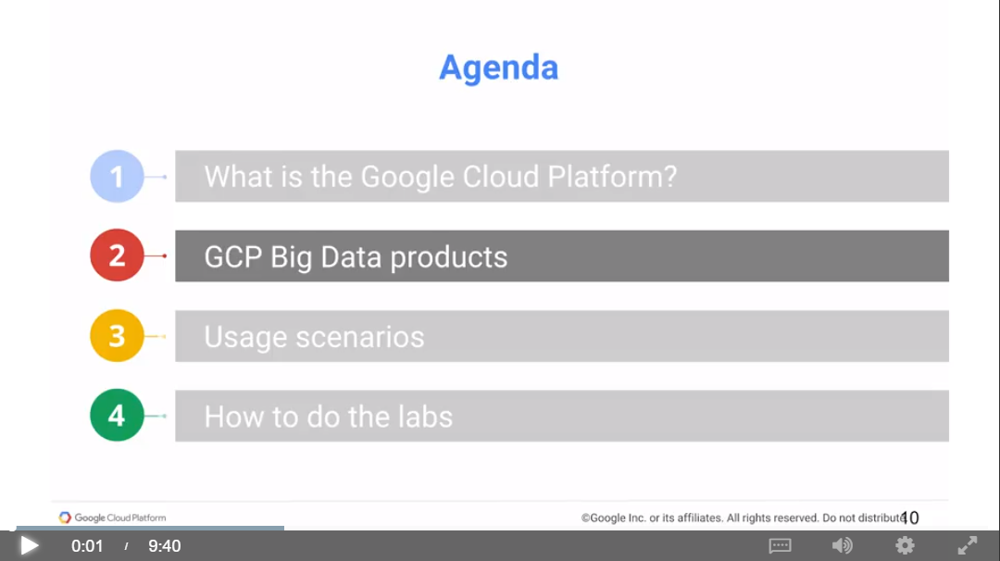 Agenda
1 What is the Google Cloud Platform?
2 GCP Big Data products
3 Usage scenarios
4 How to do the labs
Google Cloud Platform ©Google Inc. or its affiliates. All rights reserved. Do not distribute 10
0:01 / 9:40